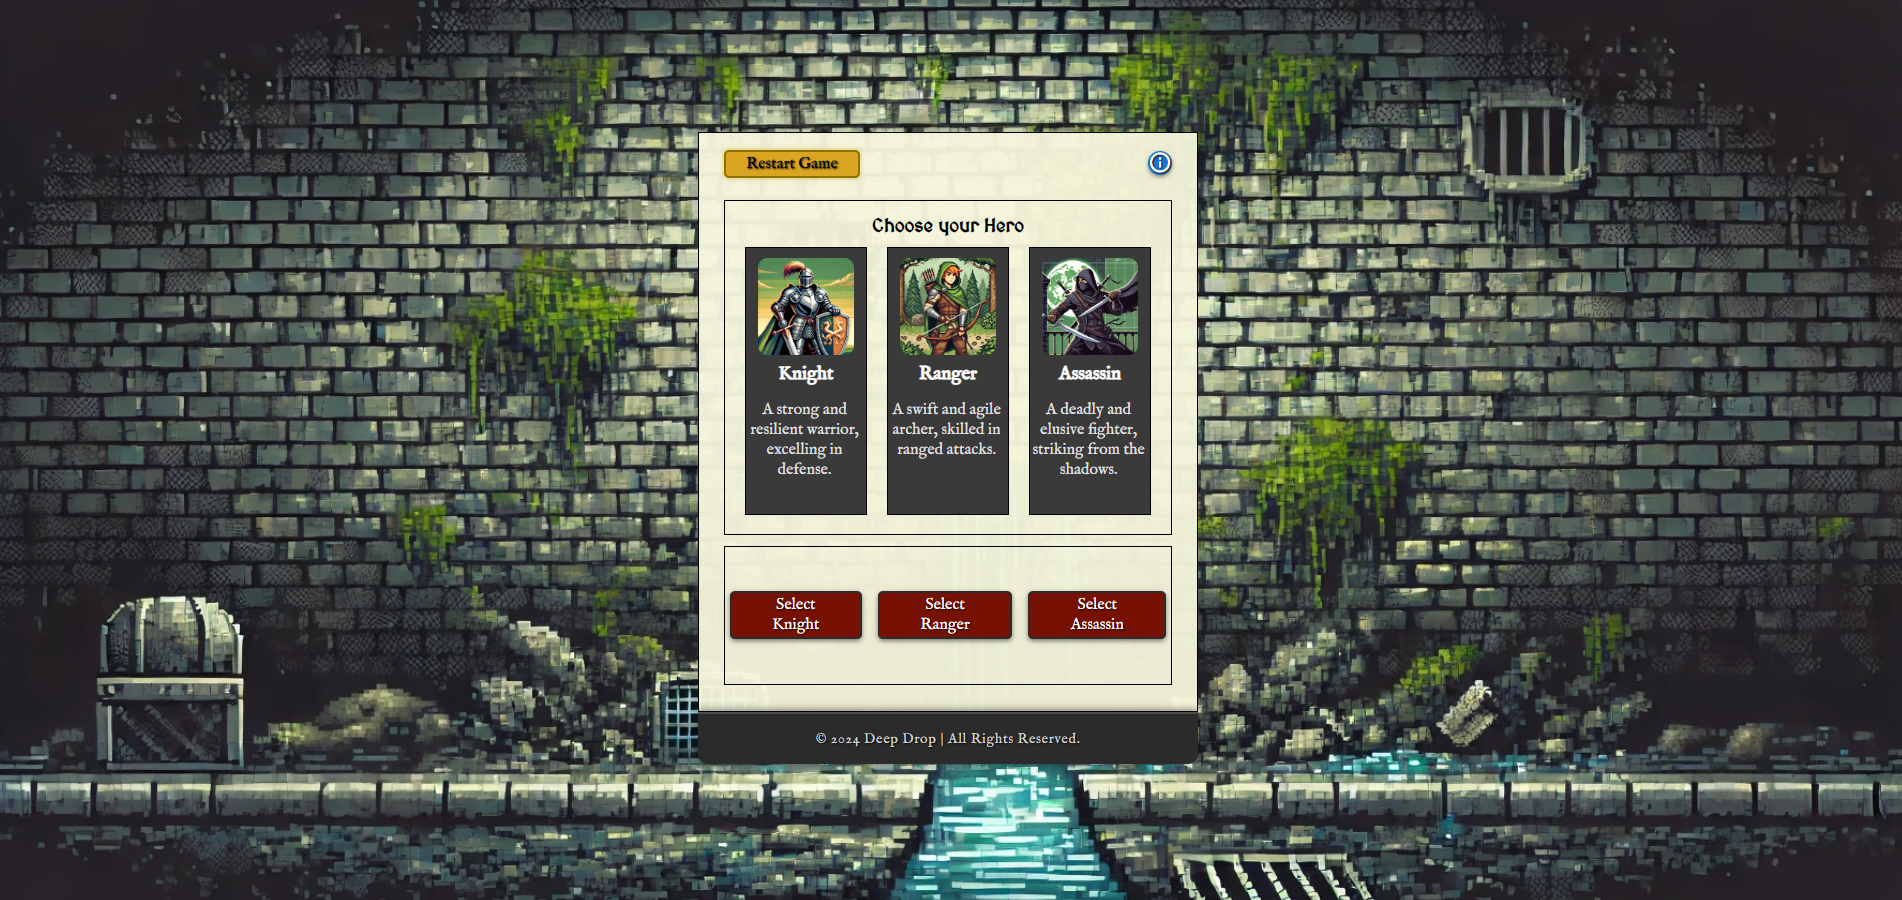 Restart Game
Choose your Hero
Knight
A strong and
resilient warrior,
excelling in
defense.
Ranger
A swift and agile
archer, skilled in
ranged attacks.
Assassin
A deadly and
elusive fighter,
striking from the
shadows.
Select
Knight
Select
Ranger
Select
Assassin
© 2024 Deep Drop | All Rights Reserved.